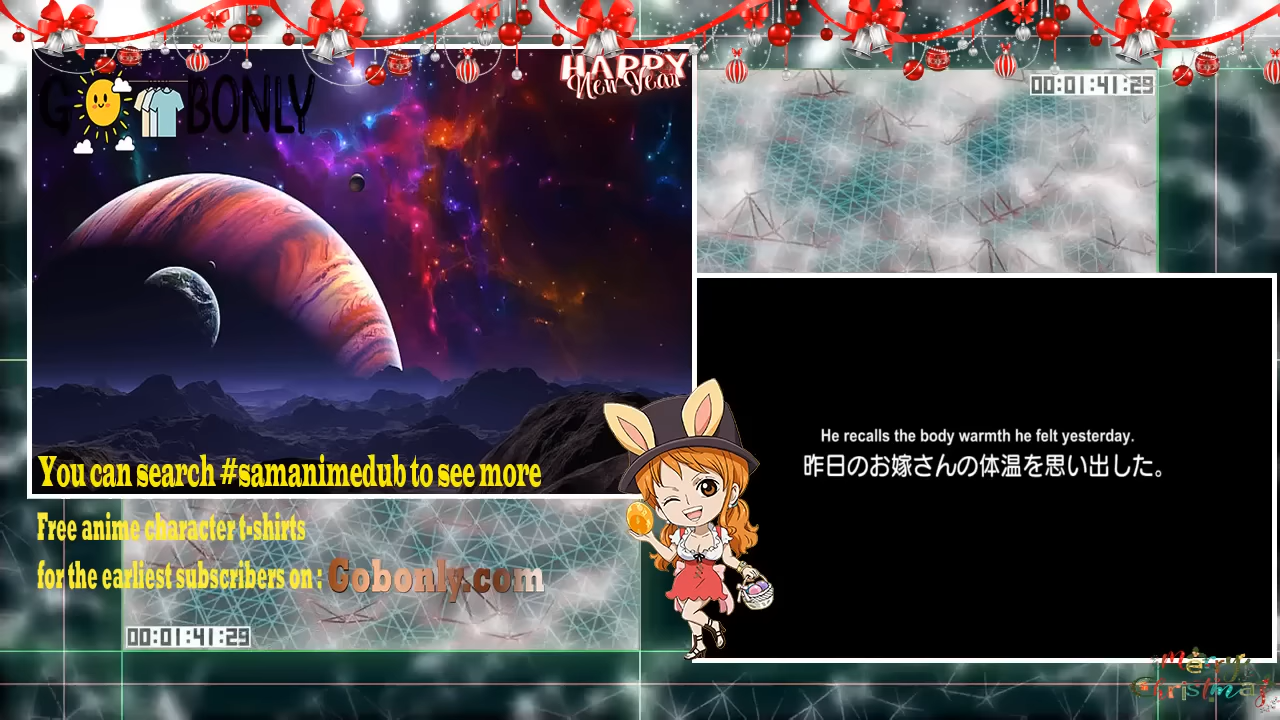 HAPPY
New Year
GOBONLY
00:01:41:29
He recalls the body warmth he felt yesterday.
昨日のお嫁さんの体温を思い出した。
You can search #samanimedub to see more
Free anime character t-shirts
for the earliest subscribers on : Gobonly.com
00:01:41:29
Merry
Christmas